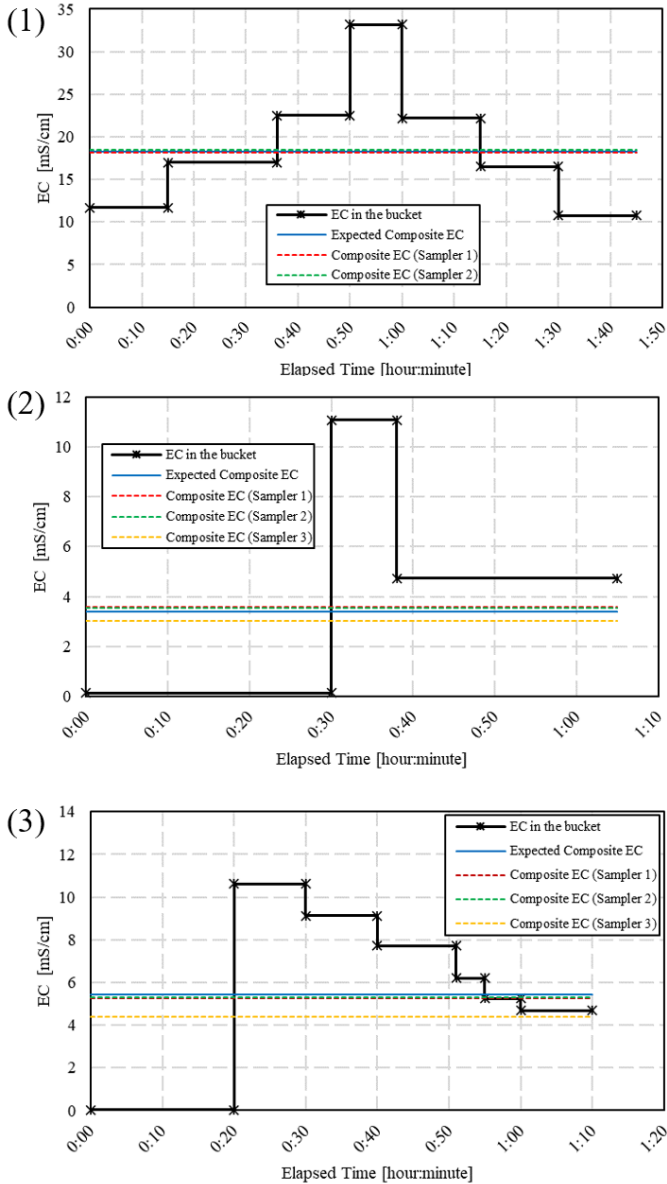 (1)
35
30
25
20
15
10
5
0
EC [mS/cm]
EC in the bucket
Expected Composite EC
Composite EC (Sampler 1)
Composite EC (Sampler 2)
0:00 0:10 0:20 0:30 0:40 0:50 1:00 1:10 1:20 1:30 1:40 1:50
Elapsed Time [hour:minute]
(2)
12
10
8
6
4
2
0
EC [mS/cm]
EC in the bucket
Expected Composite EC
Composite EC (Sampler 1)
Composite EC (Sampler 2)
Composite EC (Sampler 3)
0:00 0:10 0:20 0:30 0:40 0:50 1:00 1:10
Elapsed Time [hour:minute]
(3)
14
12
10
8
6
4
2
0
EC [mS/cm]
EC in the bucket
Expected Composite EC
Composite EC (Sampler 1)
Composite EC (Sampler 2)
Composite EC (Sampler 3)
0:00 0:10 0:20 0:30 0:40 0:50 1:00 1:10 1:20
Elapsed Time [hour:minute]